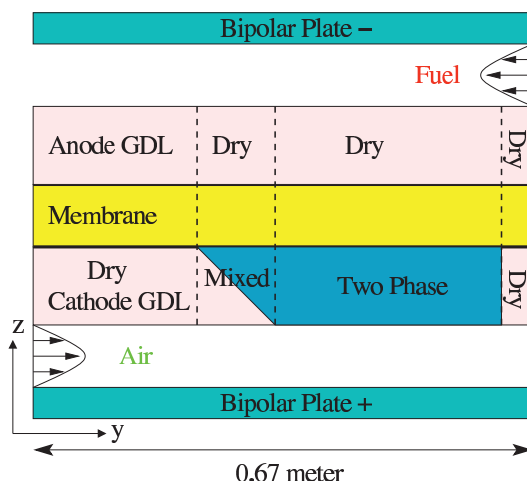 Bipolar Plate –
Fuel
Anode GDL
Dry
Dry
Dry
Membrane
Dry
Cathode GDL
Mixed
Two Phase
Dry
z
Air
Bipolar Plate +
y
0.67 meter